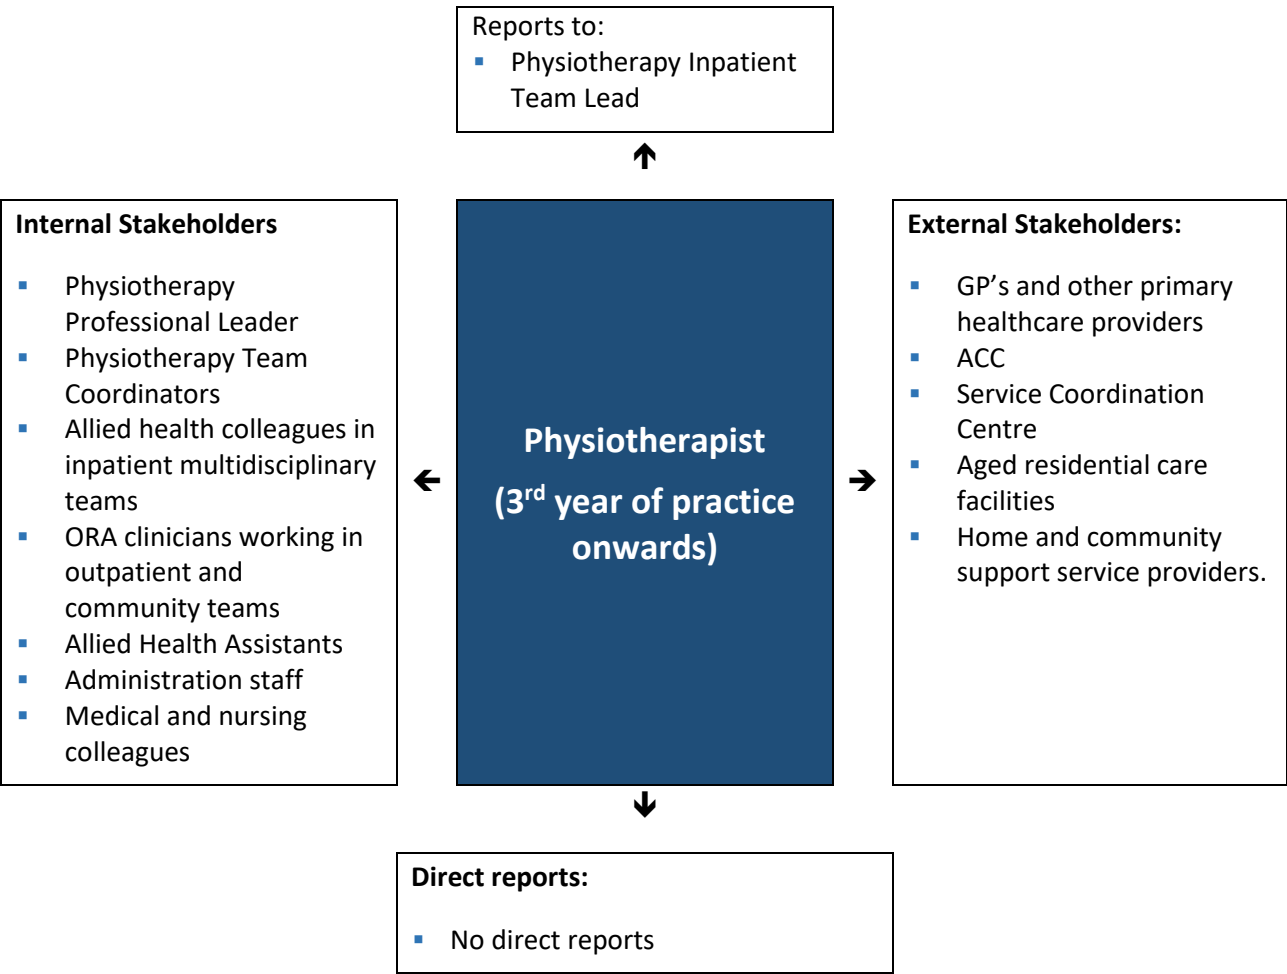 Reports to:
▪ Physiotherapy Inpatient
Team Lead
Internal Stakeholders
▪ Physiotherapy
Professional Leader
▪ Physiotherapy Team
Coordinators
▪ Allied health colleagues in
inpatient multidisciplinary
teams
▪ ORA clinicians working in
outpatient and
community teams
▪ Allied Health Assistants
▪ Administration staff
▪ Medical and nursing
colleagues
Physiotherapist
(3rd year of practice
onwards)
External Stakeholders:
▪ GP’s and other primary
healthcare providers
▪ ACC
▪ Service Coordination
Centre
▪ Aged residential care
facilities
▪ Home and community
support service providers.
Direct reports:
▪ No direct reports